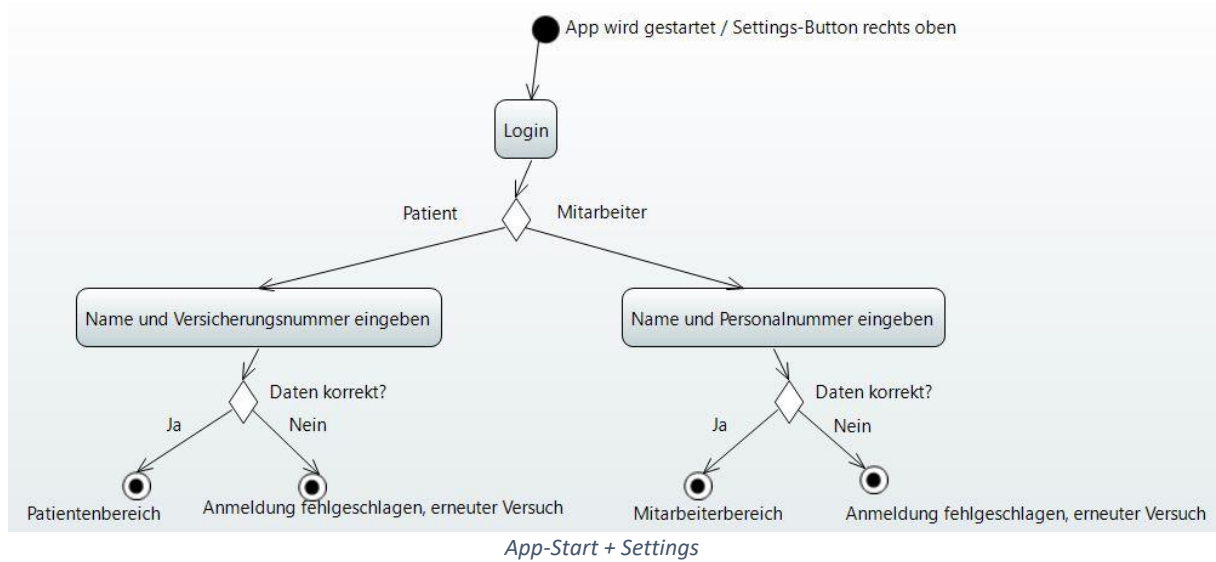 App wird gestartet / Settings-Button rechts oben
Login
Patient
Mitarbeiter
Name und Versicherungsnummer eingeben
Name und Personalnummer eingeben
Daten korrekt?
Daten korrekt?
Ja
Nein
Ja
Nein
Patientenbereich
Anmeldung fehlgeschlagen, erneuter Versuch
Mitarbeiterbereich
Anmeldung fehlgeschlagen, erneuter Versuch
App-Start + Settings